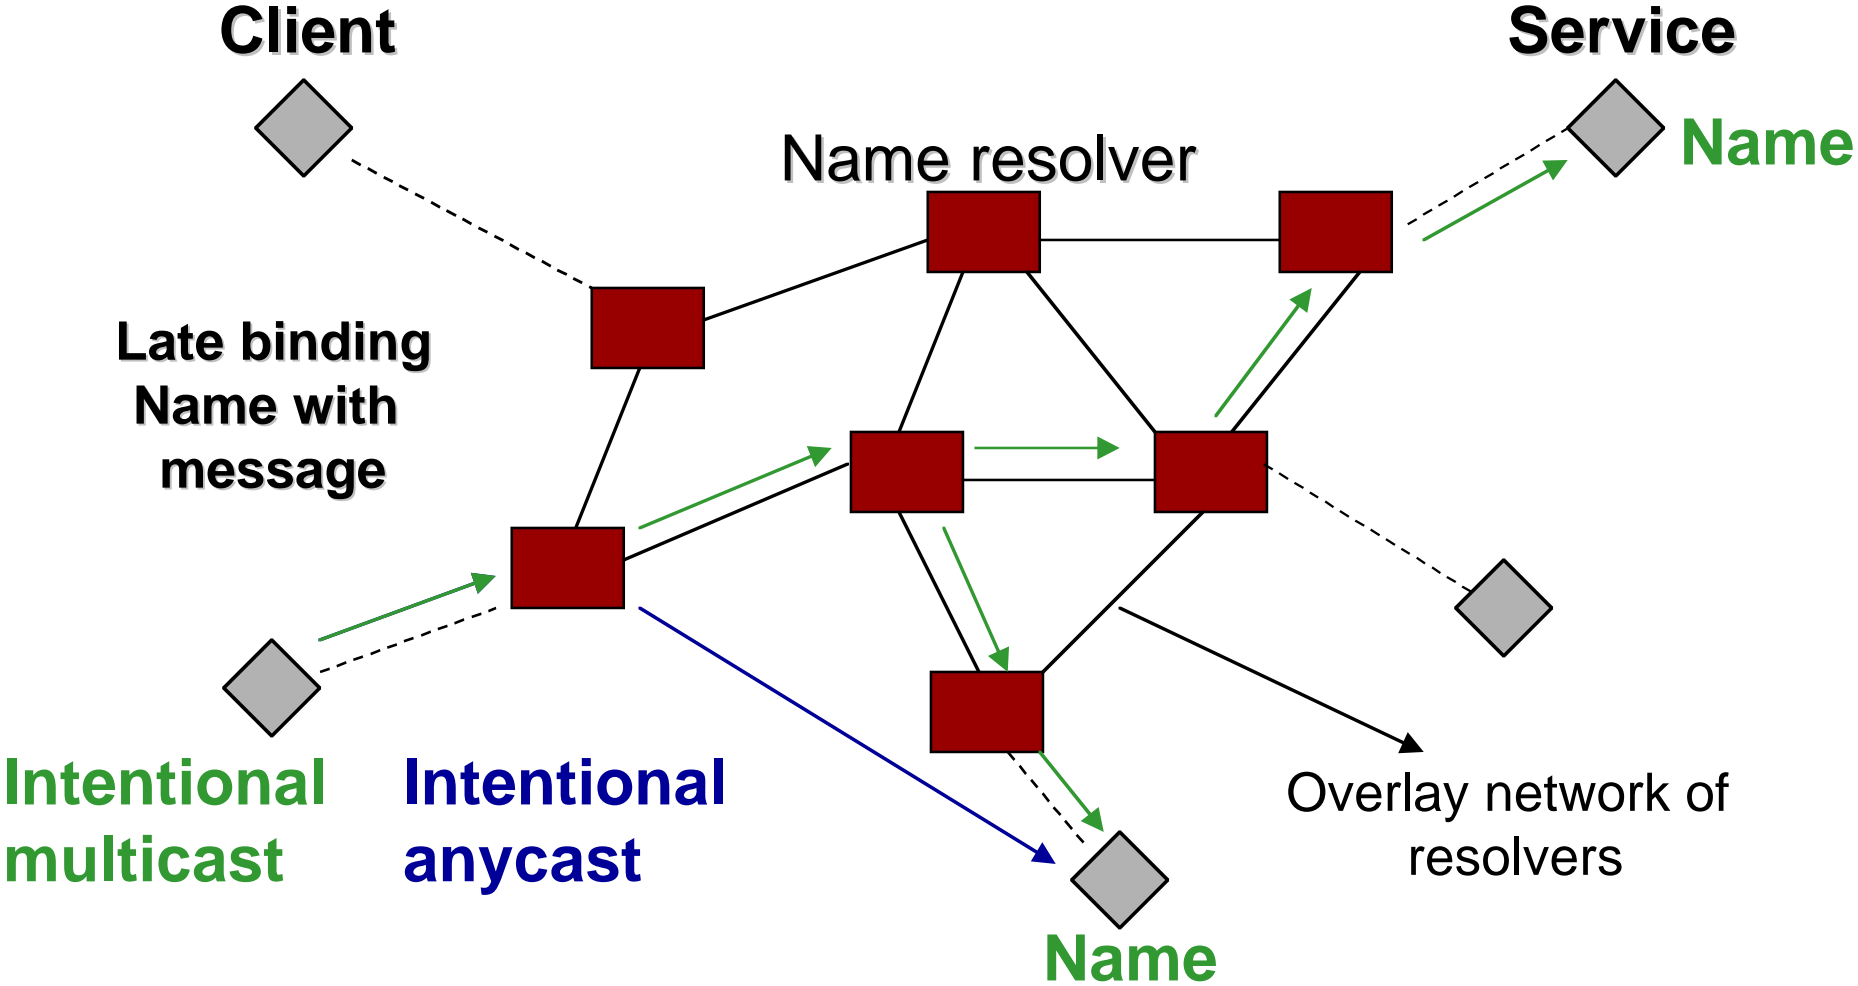 Client
Service
Name
Name resolver
Late binding
Name with
message
Intentional
multicast
Intentional
anycast
Overlay network of
resolvers
Name